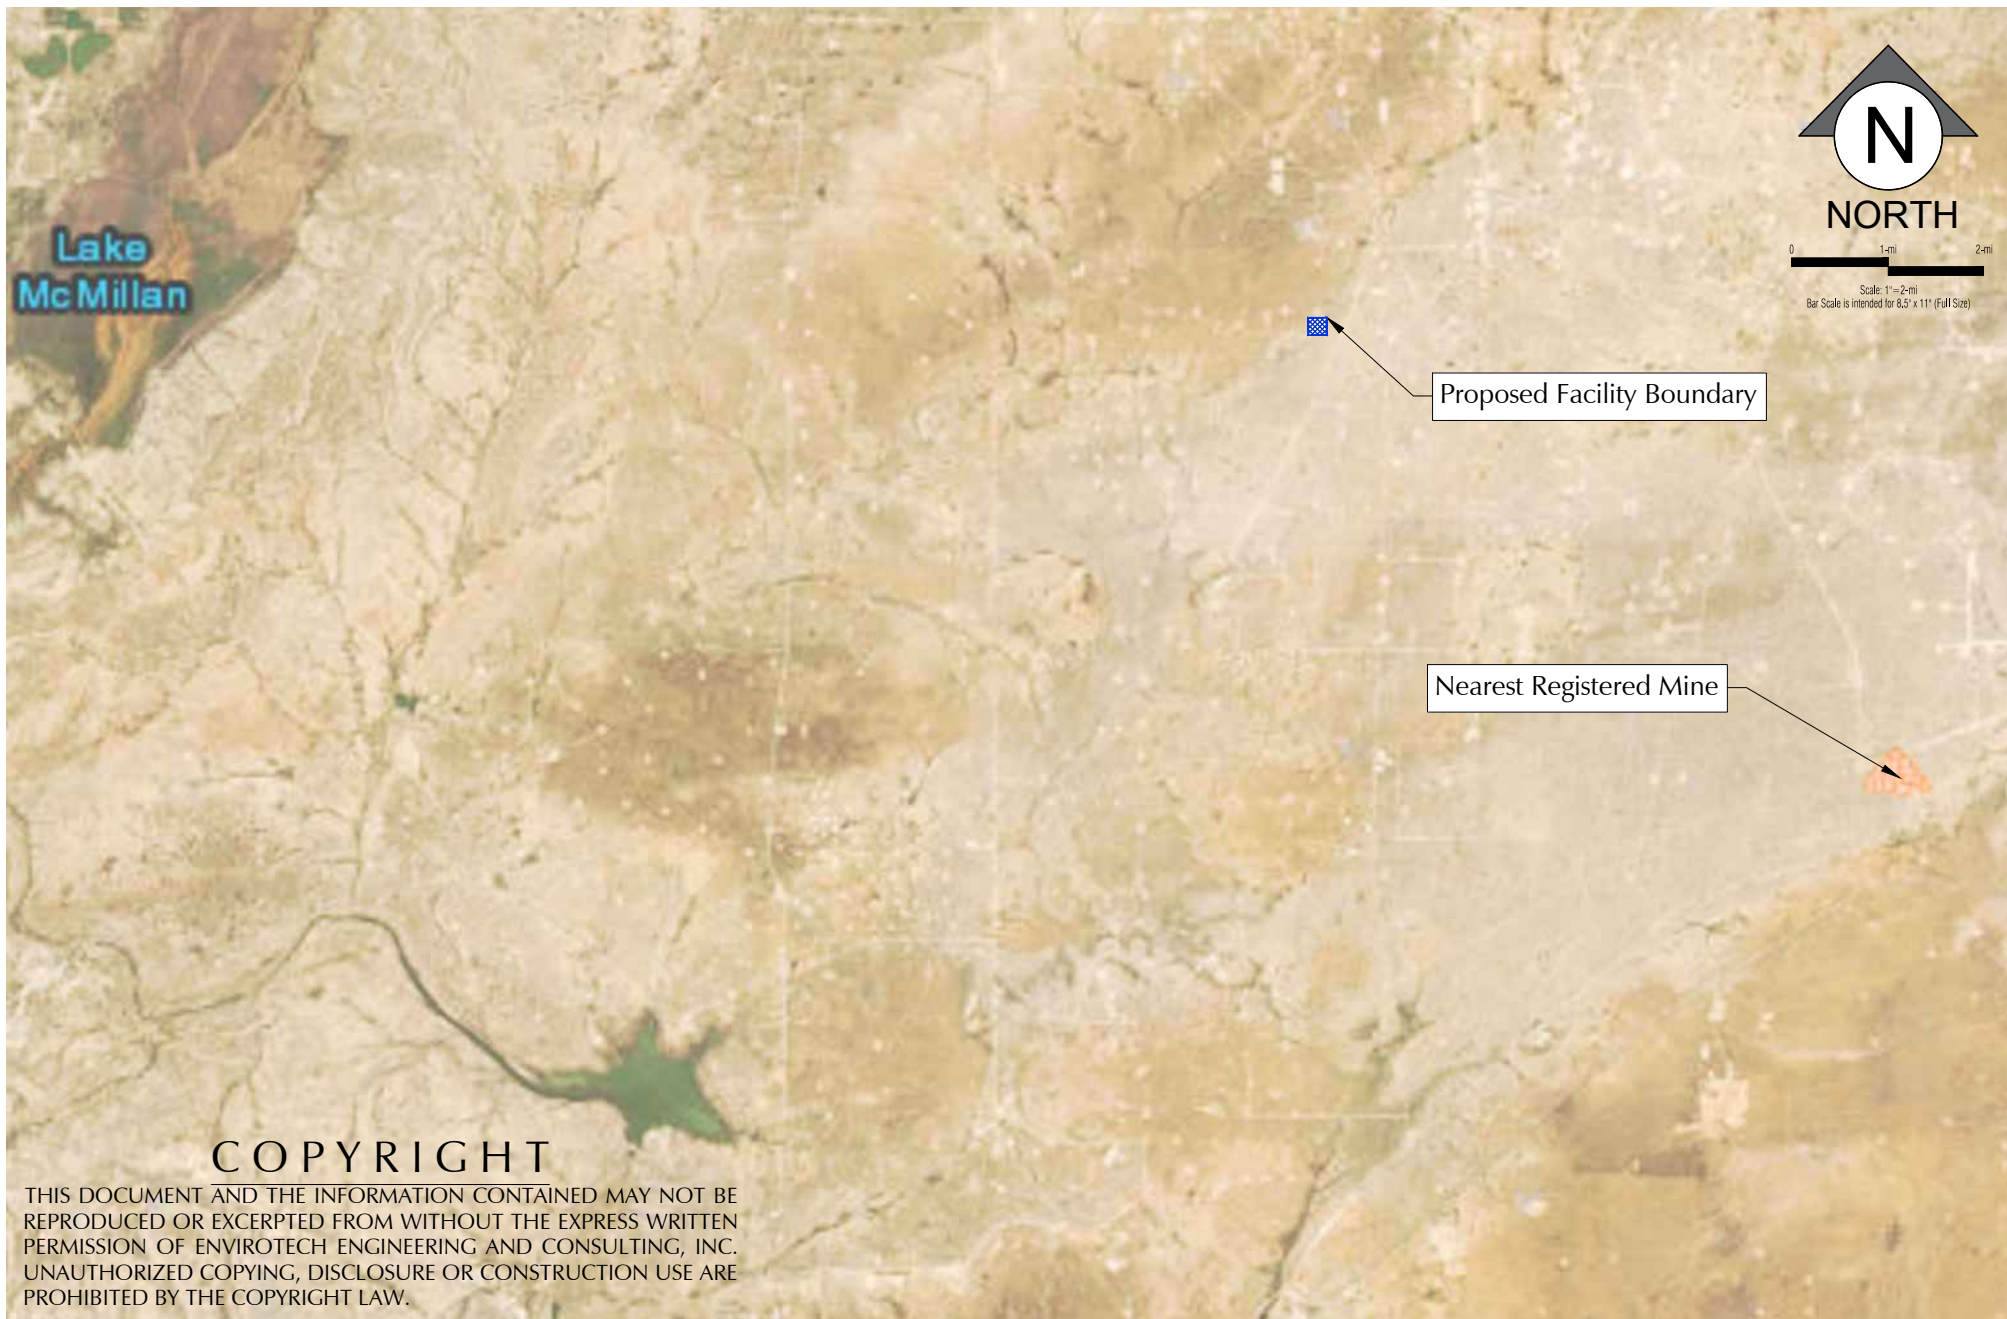 N
NORTH
Lake
McMillan
0 1-mi 2-mi
Scale: 1"=2-mi
Bar Scale is intended for 8.5" x 11" (Full Size)
Proposed Facility Boundary
Nearest Registered Mine
COPYRIGHT
THIS DOCUMENT AND THE INFORMATION CONTAINED MAY NOT BE
REPRODUCED OR EXCERPTED FROM WITHOUT THE EXPRESS WRITTEN
PERMISSION OF ENVIROTECH ENGINEERING AND CONSULTING, INC.
UNAUTHORIZED COPYING, DISCLOSURE OR CONSTRUCTION USE ARE
PROHIBITED BY THE COPYRIGHT LAW.